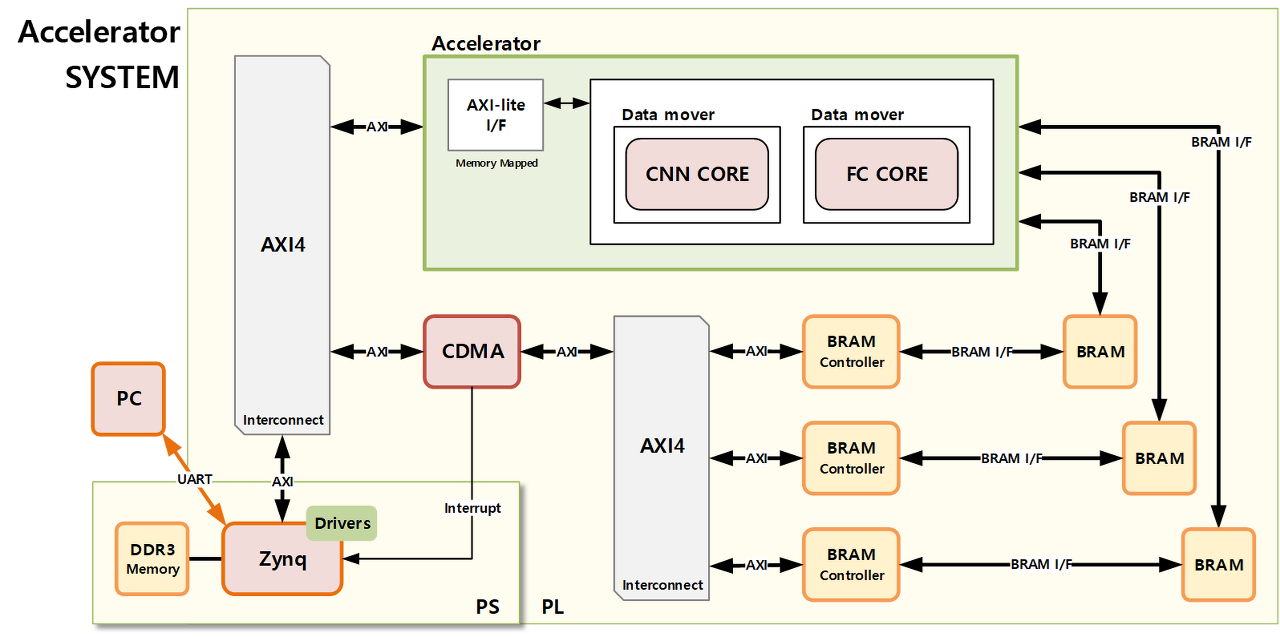 Accelerator
SYSTEM
Accelerator
AXI-lite
I/F
Memory Mapped
Data mover
CNN CORE
Data mover
FC CORE
AXI
BRAM I/F
BRAM I/F
BRAM I/F
AXI4
Interconnect
AXI
CDMA
AXI
AXI4
Interconnect
AXI
BRAM
Controller
BRAM I/F
BRAM
AXI
BRAM
Controller
BRAM I/F
BRAM
AXI
BRAM
Controller
BRAM I/F
BRAM
PC
UART
AXI
Interrupt
Drivers
DDR3
Memory
Zynq
PS
PL